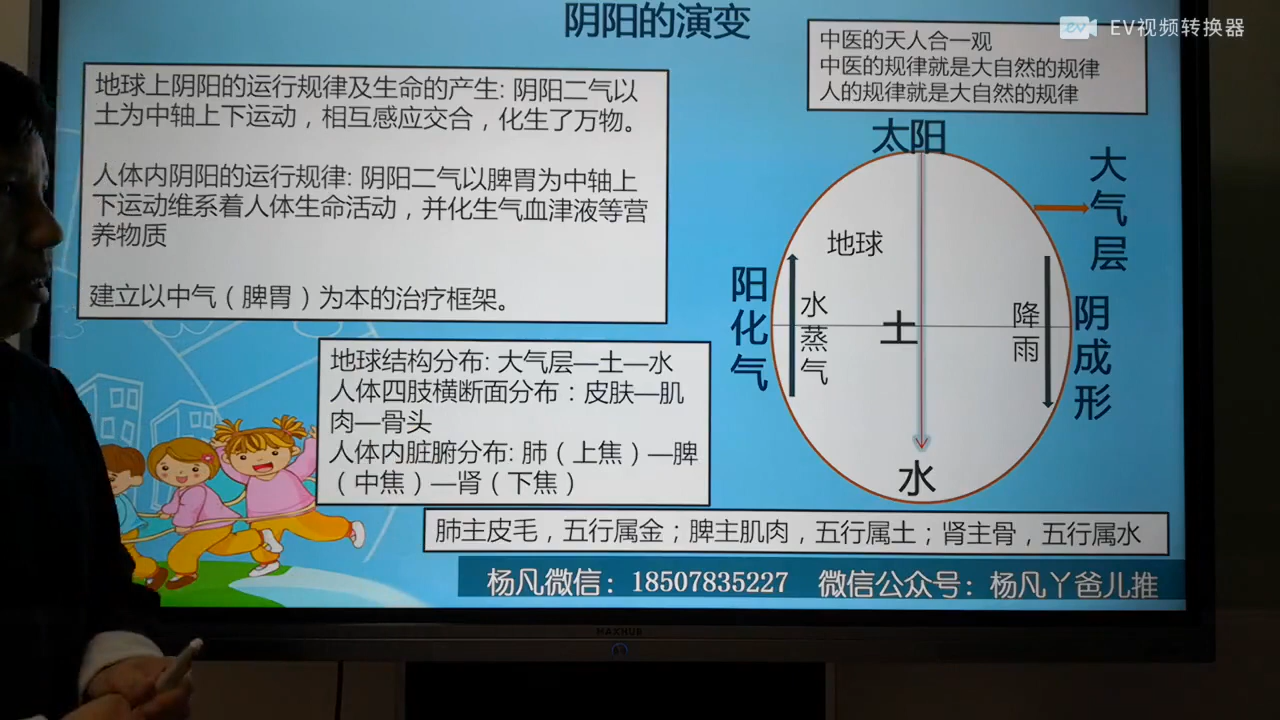 阴阳的演变
EV视频转换器
中医的天人合一观
中医的规律就是大自然的规律
人的规律就是大自然的规律
地球上阴阳的运行规律及生命的产生: 阴阳二气以
土为中轴上下运动，相互感应交合，化生了万物。
人体内阴阳的运行规律: 阴阳二气以脾胃为中轴上
下运动维系着人体生命活动，并化生气血津液等营
养物质
建立以中气（脾胃）为本的治疗框架。
太阳
大气层
地球
阳化气
水蒸气
土
降雨
阴成形
水
地球结构分布: 大气层—土—水
人体四肢横断面分布：皮肤—肌
肉—骨头
人体内脏腑分布: 肺（上焦）—脾
（中焦）—肾（下焦）
肺主皮毛，五行属金；脾主肌肉，五行属土；肾主骨，五行属水
杨凡微信：18507835227 微信公众号：杨凡丫爸儿推
MAXHUB